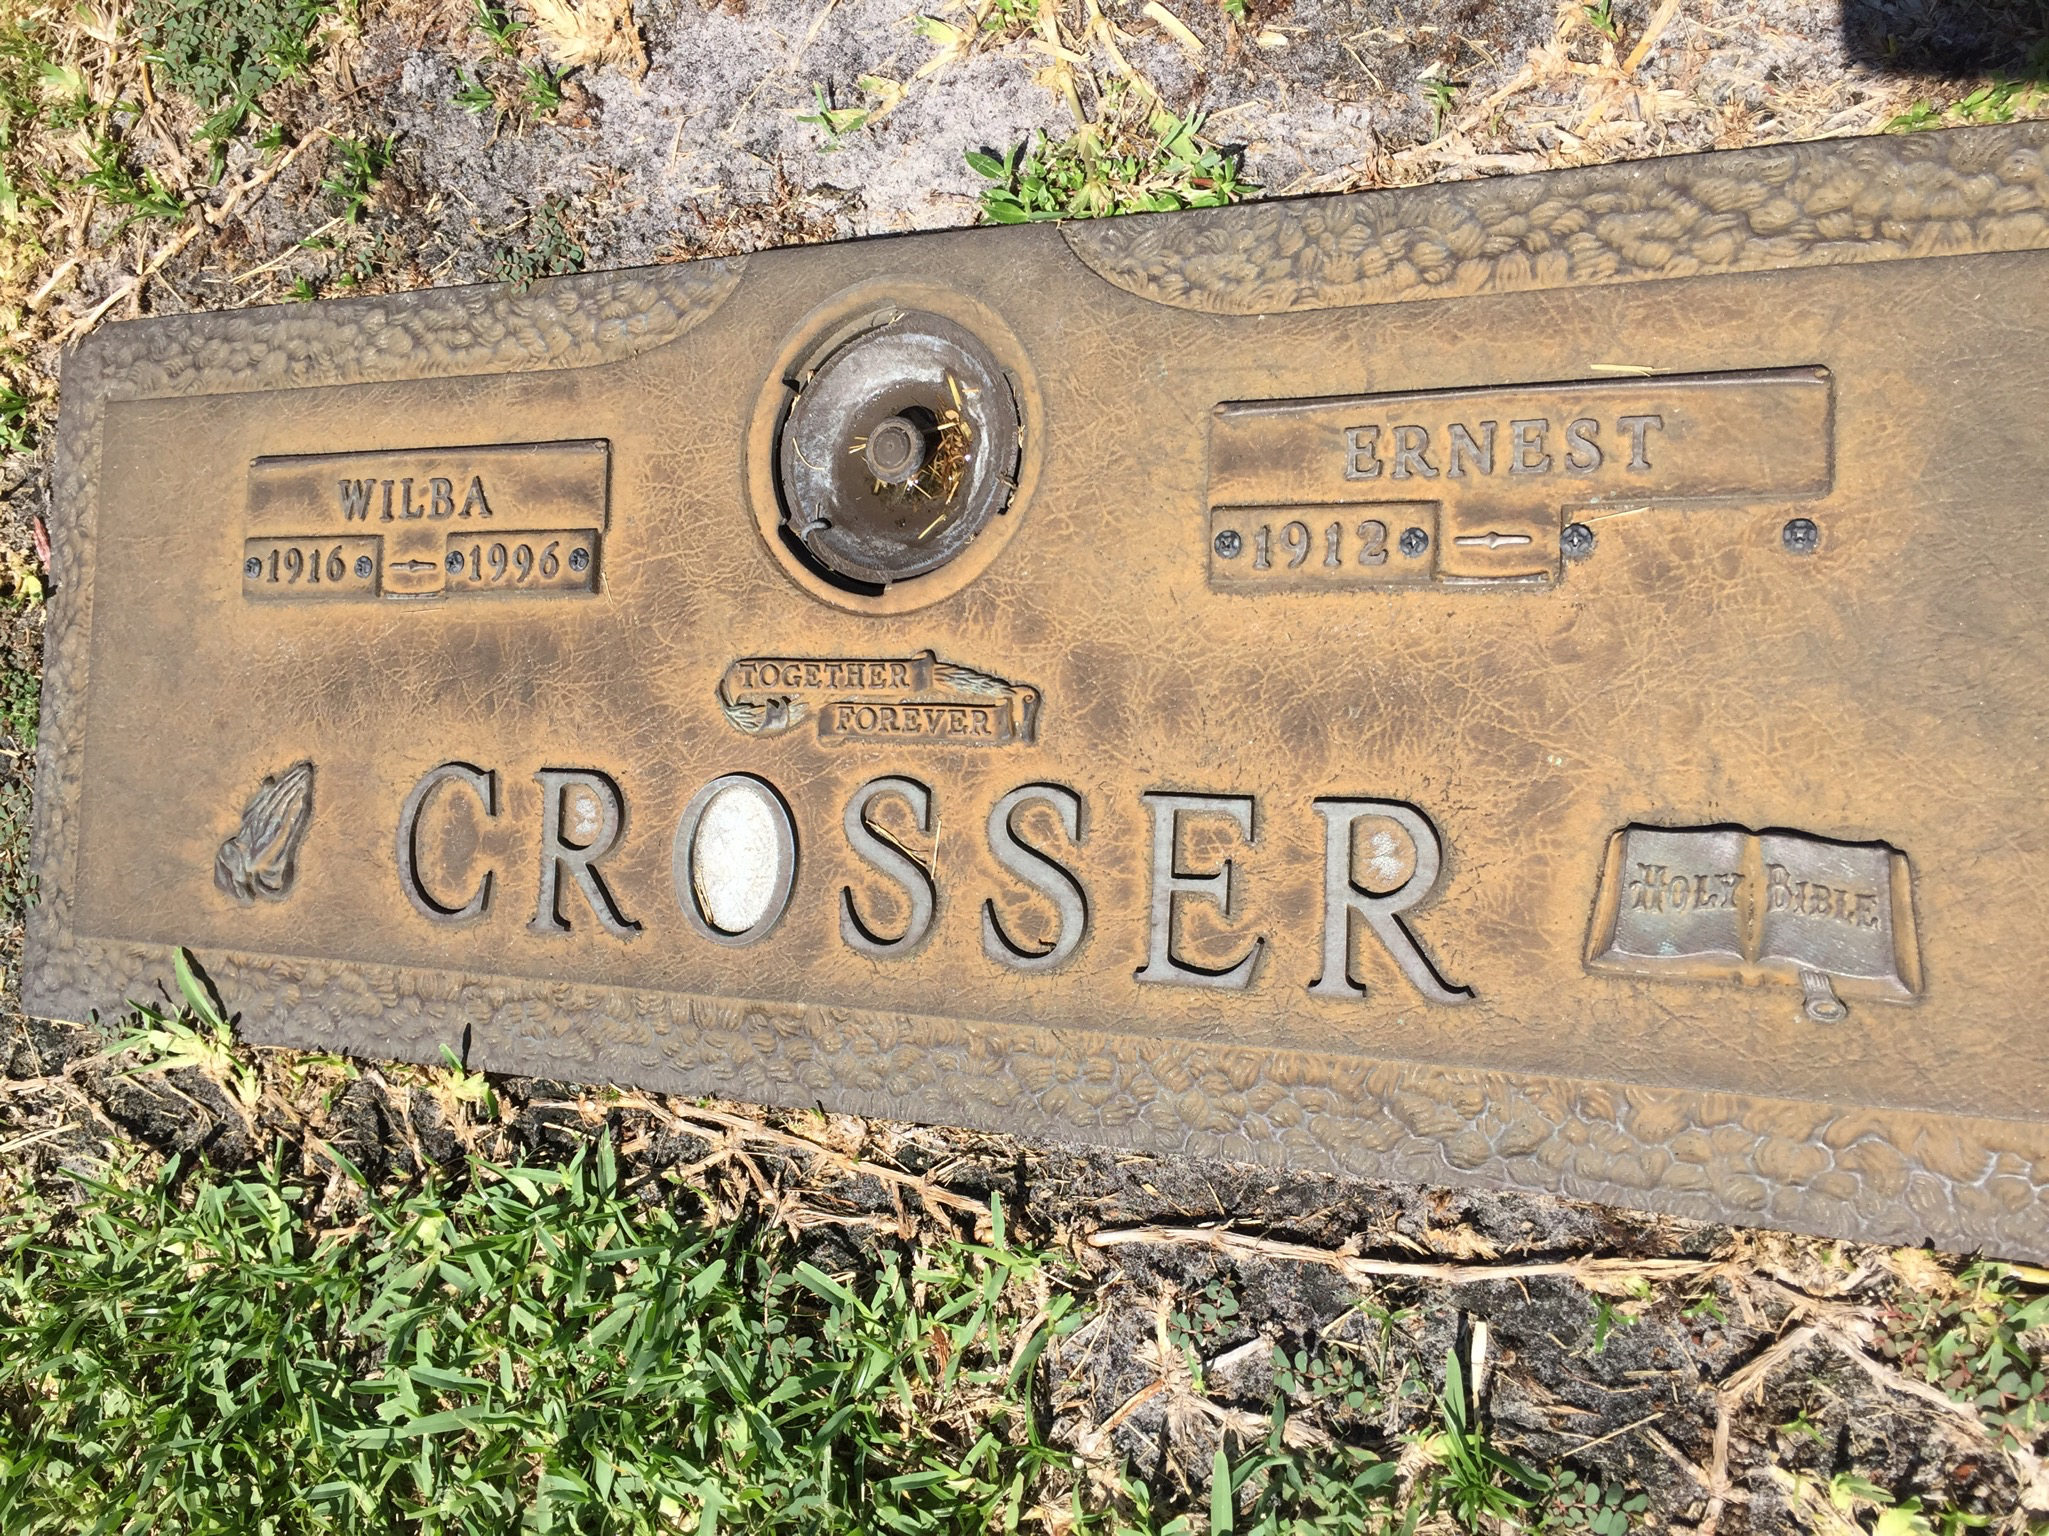 WILBA
1916 - 1996
ERNEST
1912 -
TOGETHER
FOREVER
CROSSER
HOLY BIBLE